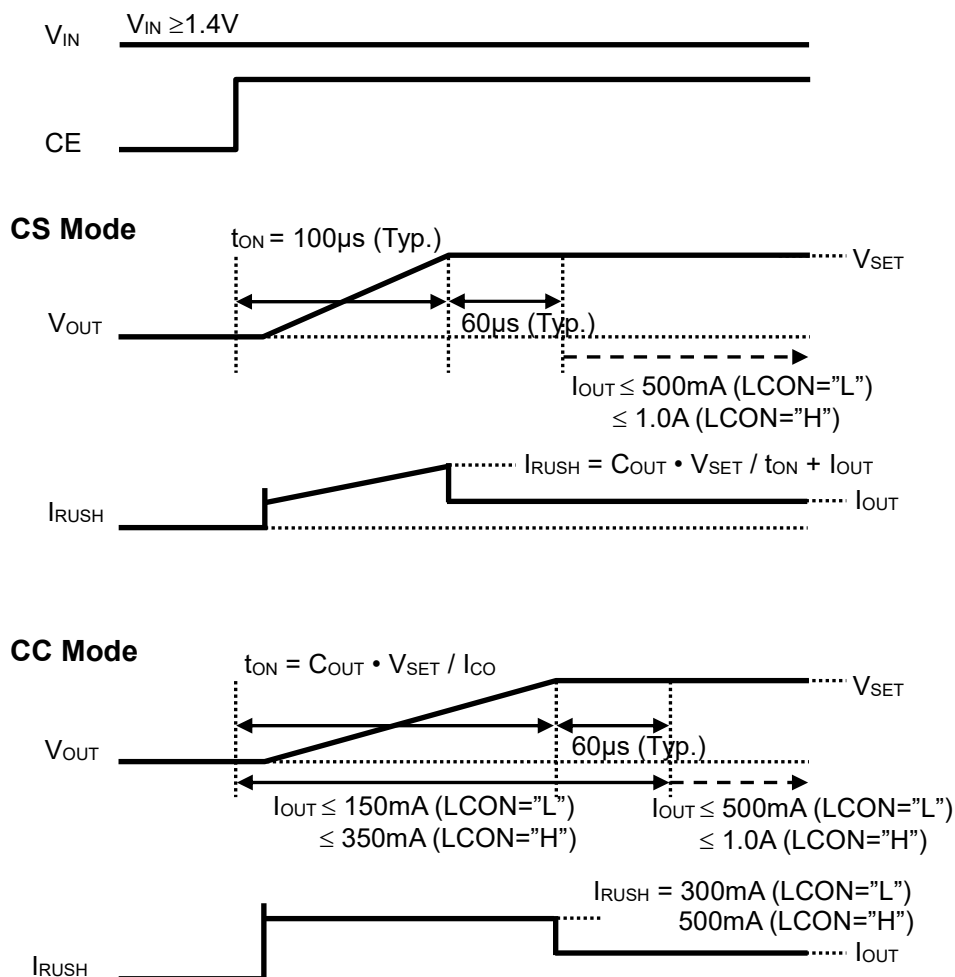 VIN VIN ≥1.4V
CE
CS Mode
tON = 100µs (Typ.)
VSET
VOUT
60µs (Typ.)
IOUT ≤ 500mA (LCON=”L”)
≤ 1.0A (LCON=”H”)
IRUSH = COUT • VSET / tON + IOUT
IRUSH
IOUT
CC Mode
tON = COUT • VSET / ICO
VSET
VOUT
60µs (Typ.)
IOUT ≤ 150mA (LCON=”L”)
≤ 350mA (LCON=”H”)
IOUT ≤ 500mA (LCON=”L”)
≤ 1.0A (LCON=”H”)
IRUSH = 300mA (LCON=”L”)
500mA (LCON=”H”)
IOUT
IRUSH